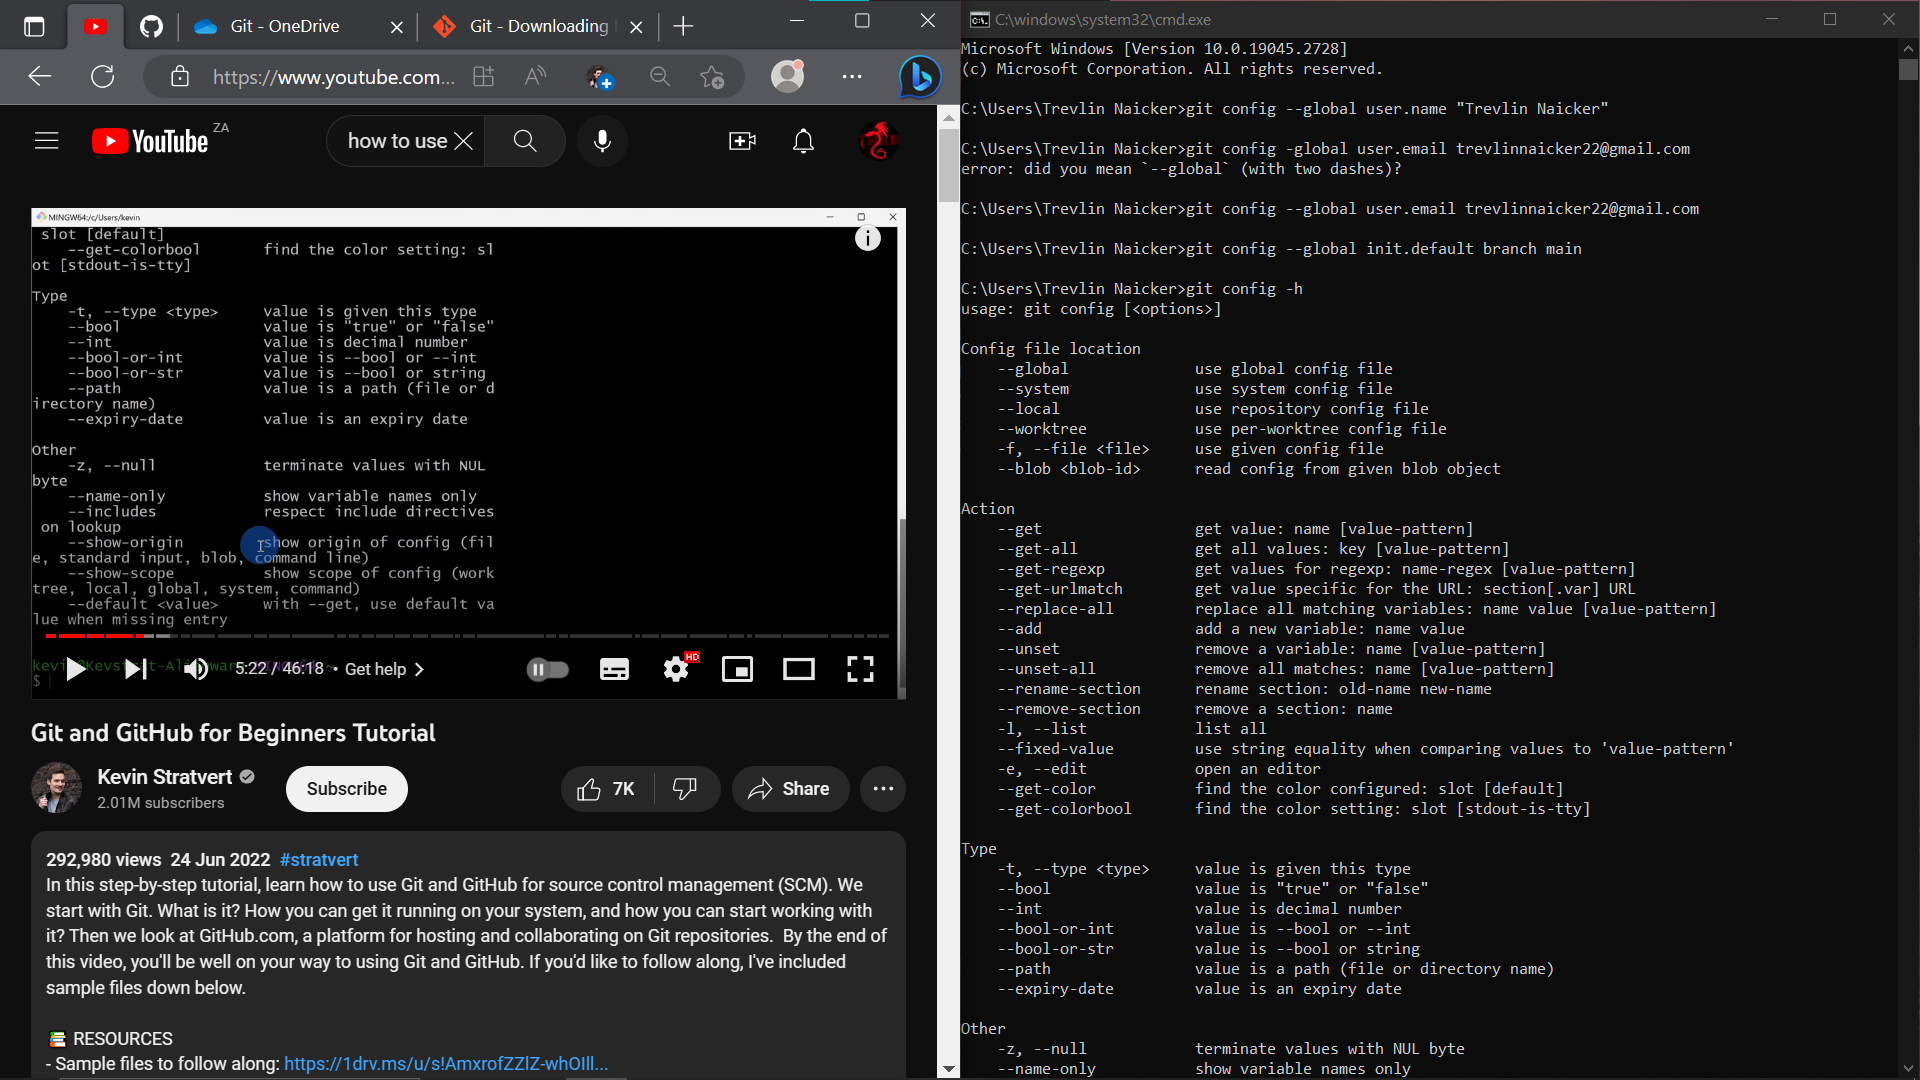 Git - OneDrive
Git - Downloading
https://www.youtube.com...
YouTube ZA
how to use
MINGW64:/c/Users/kevin
slot [default]
--get-colorbool find the color setting: sl
ot [stdout-is-tty]
Type
-t, --type <type> value is given this type
--bool value is "true" or "false"
--int value is decimal number
--bool-or-int value is --bool or --int
--bool-or-str value is --bool or string
--path value is a path (file or d
irectory name)
--expiry-date value is an expiry date
Other
-z, --null terminate values with NUL
byte
--name-only show variable names only
--includes respect include directives
on lookup
--show-origin show origin of config (fil
e, standard input, blob, command line)
--show-scope show scope of config (work
tree, local, global, system, command)
--default <value> with --get, use default va
lue when missing entry
$
5:22 / 46:18 • Get help
HD
Git and GitHub for Beginners Tutorial
Kevin Stratvert
2.01M subscribers
Subscribe
7K
Share
292,980 views 24 Jun 2022 #stratvert
In this step-by-step tutorial, learn how to use Git and GitHub for source control management (SCM). We
start with Git. What is it? How you can get it running on your system, and how you can start working with
it? Then we look at GitHub.com, a platform for hosting and collaborating on Git repositories. By the end of
this video, you'll be well on your way to using Git and GitHub. If you'd like to follow along, I've included
sample files down below.
RESOURCES
- Sample files to follow along: https://1drv.ms/u/s!AmxrofZZlZ-whOIll...
C:\windows\system32\cmd.exe
Microsoft Windows [Version 10.0.19045.2728]
(c) Microsoft Corporation. All rights reserved.
C:\Users\Trevlin Naicker>git config --global user.name "Trevlin Naicker"
C:\Users\Trevlin Naicker>git config -global user.email trevlinnaicker22@gmail.com
error: did you mean `--global` (with two dashes)?
C:\Users\Trevlin Naicker>git config --global user.email trevlinnaicker22@gmail.com
C:\Users\Trevlin Naicker>git config --global init.default branch main
C:\Users\Trevlin Naicker>git config -h
usage: git config [<options>]
Config file location
--global use global config file
--system use system config file
--local use repository config file
--worktree use per-worktree config file
-f, --file <file> use given config file
--blob <blob-id> read config from given blob object
Action
--get get value: name [value-pattern]
--get-all get all values: key [value-pattern]
--get-regexp get values for regexp: name-regex [value-pattern]
--get-urlmatch get value specific for the URL: section[.var] URL
--replace-all replace all matching variables: name value [value-pattern]
--add add a new variable: name value
--unset remove a variable: name [value-pattern]
--unset-all remove all matches: name [value-pattern]
--rename-section rename section: old-name new-name
--remove-section remove a section: name
-l, --list list all
--fixed-value use string equality when comparing values to 'value-pattern'
-e, --edit open an editor
--get-color find the color configured: slot [default]
--get-colorbool find the color setting: slot [stdout-is-tty]
Type
-t, --type <type> value is given this type
--bool value is "true" or "false"
--int value is decimal number
--bool-or-int value is --bool or --int
--bool-or-str value is --bool or string
--path value is a path (file or directory name)
--expiry-date value is an expiry date
Other
-z, --null terminate values with NUL byte
--name-only show variable names only